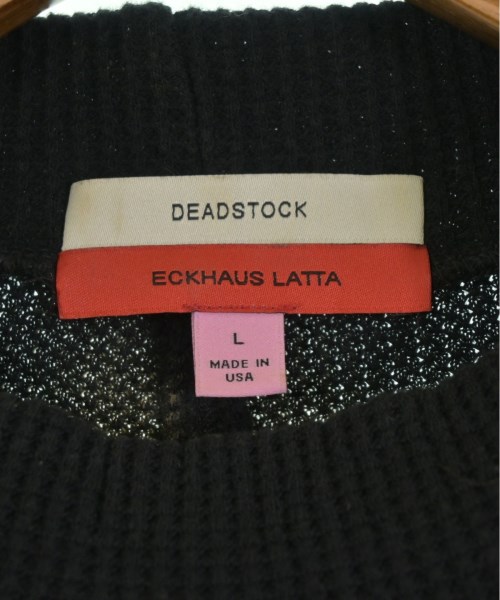 DEADSTOCK
ECKHAUS LATTA
L
MADE IN
USA